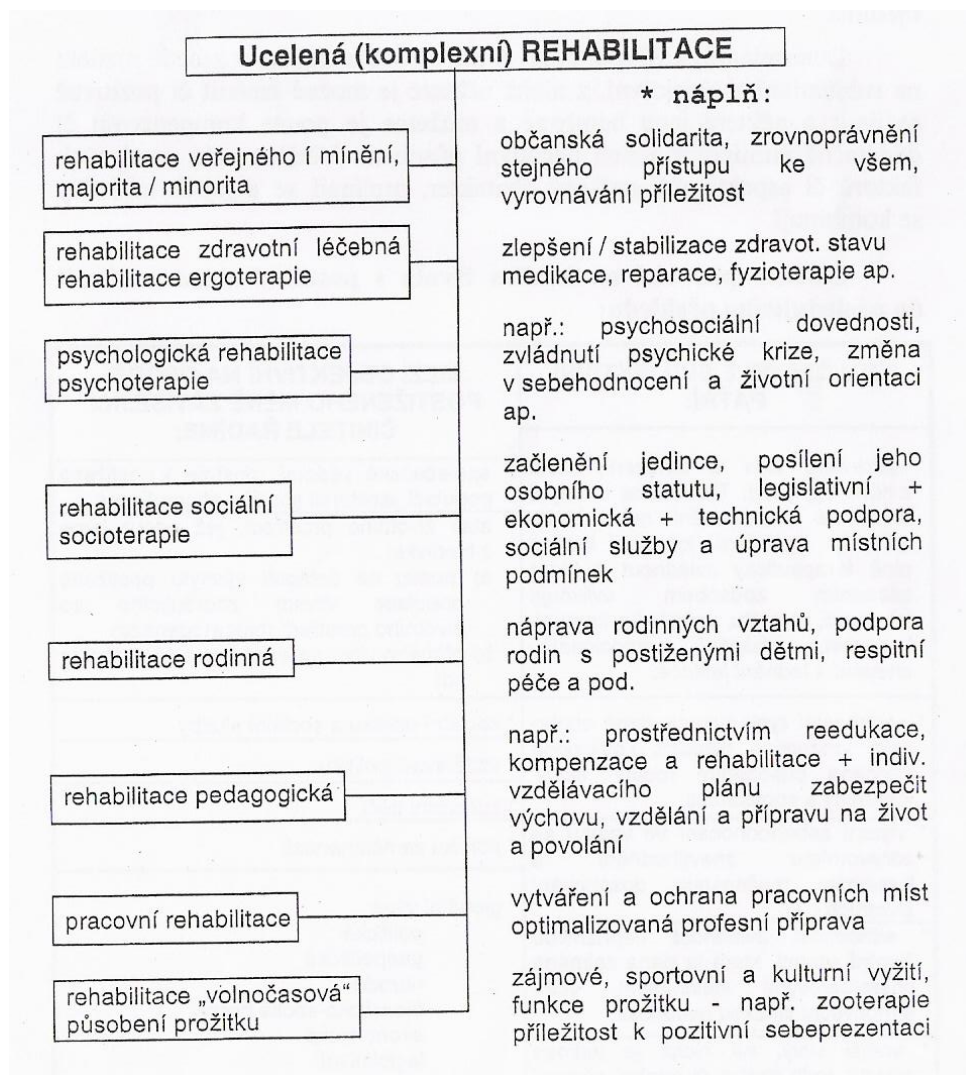 Ucelená (komplexní) REHABILITACE
* náplň:
rehabilitace veřejného i mínění,
majorita / minorita
občanská solidarita, zrovnoprávnění
stejného přístupu ke všem,
vyrovnávání příležitost
rehabilitace zdravotní léčebná
rehabilitace ergoterapie
zlepšení / stabilizace zdravot. stavu
medikace, reparace, fyzioterapie ap.
psychologická rehabilitace
psychoterapie
např.: psychosociální dovednosti,
zvládnutí psychické krize, změna
v sebehodnocení a životní orientaci
ap.
rehabilitace sociální
socioterapie
začlenění jedince, posílení jeho
osobního statutu, legislativní +
ekonomická + technická podpora,
sociální služby a úprava místních
podmínek
rehabilitace rodinná
náprava rodinných vztahů, podpora
rodin s postiženými dětmi, respitní
péče a pod.
rehabilitace pedagogická
např.: prostřednictvím reedukace,
kompenzace a rehabilitace + indiv.
vzdělávacího plánu zabezpečit
výchovu, vzdělání a přípravu na život
a povolání
pracovní rehabilitace
vytváření a ochrana pracovních míst
optimalizovaná profesní příprava
rehabilitace „volnočasová“
působení prožitku
zájmové, sportovní a kulturní vyžití,
funkce prožitku - např. zooterapie
příležitost k pozitivní sebeprezentaci